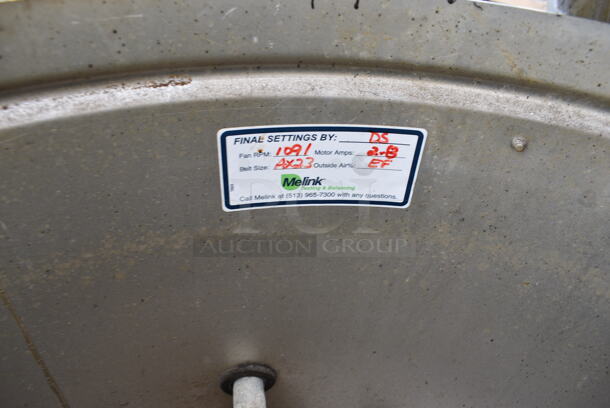 FINAL SETTINGS BY: DS
Fan RPM: 1091 Motor Amps: 2.8
Belt Size: AX23 Outside Air%: EF
Melink
Testing & Balancing
Call Melink at (513) 965-7300 with any questions.
rci
AUCTION GROUP